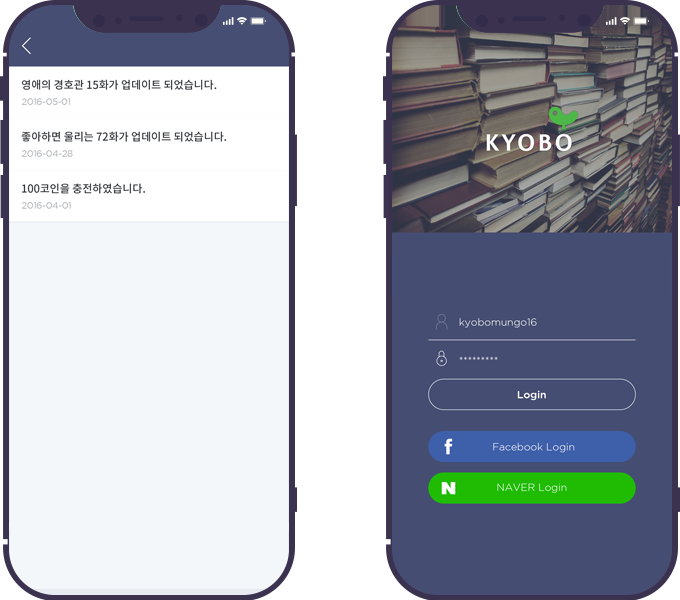 영애의 경호관 15화가 업데이트 되었습니다.
2016-05-01
좋아하면 울리는 72화가 업데이트 되었습니다.
2016-04-28
100코인을 충전하였습니다.
2016-04-01
KYOBO
kyobomungo16
*********
Login
Facebook Login
NAVER Login